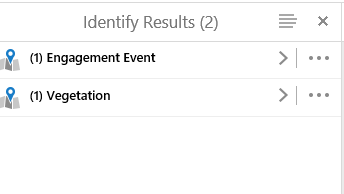 Identify Results (2)
(1) Engagement Event
(1) Vegetation